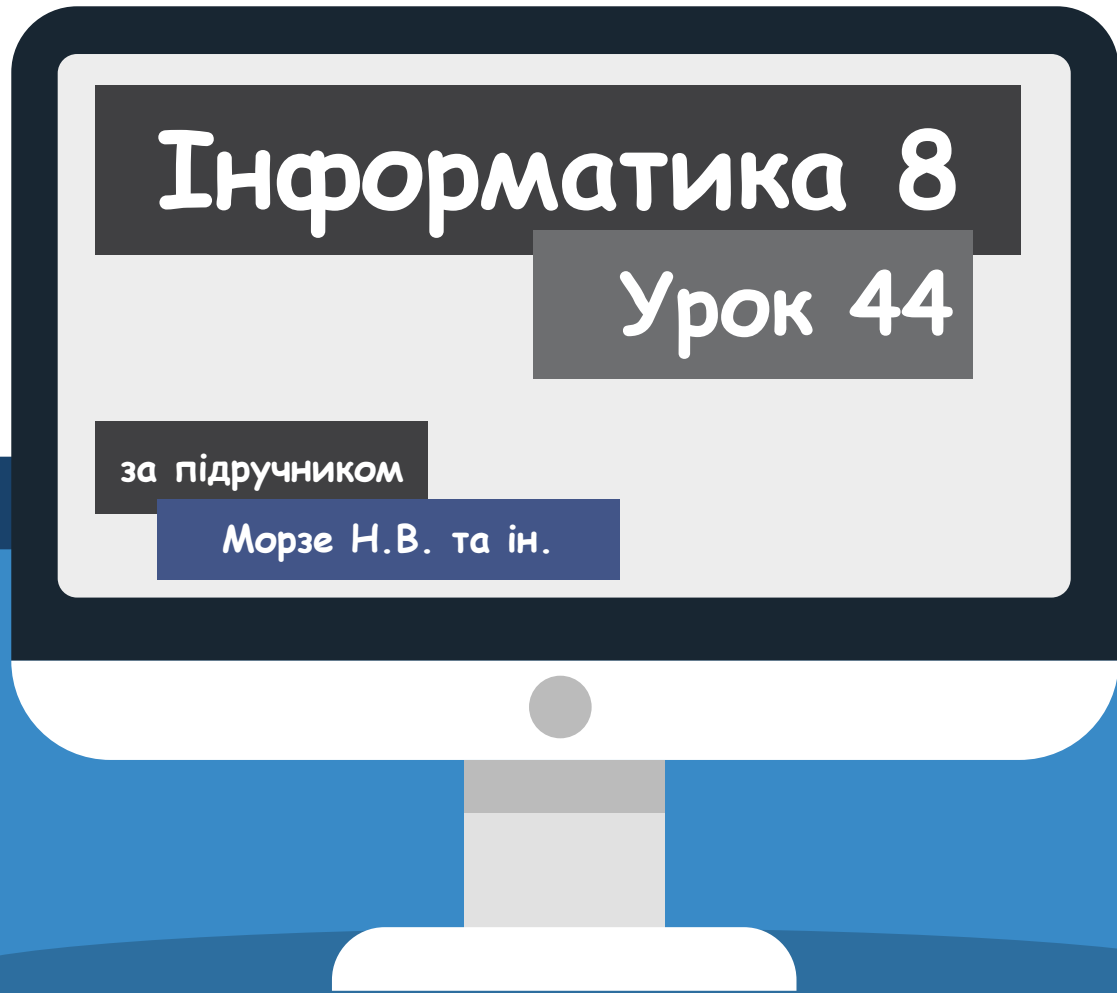 Інформатика 8
Урок 44
за підручником
Морзе Н.В. та ін.